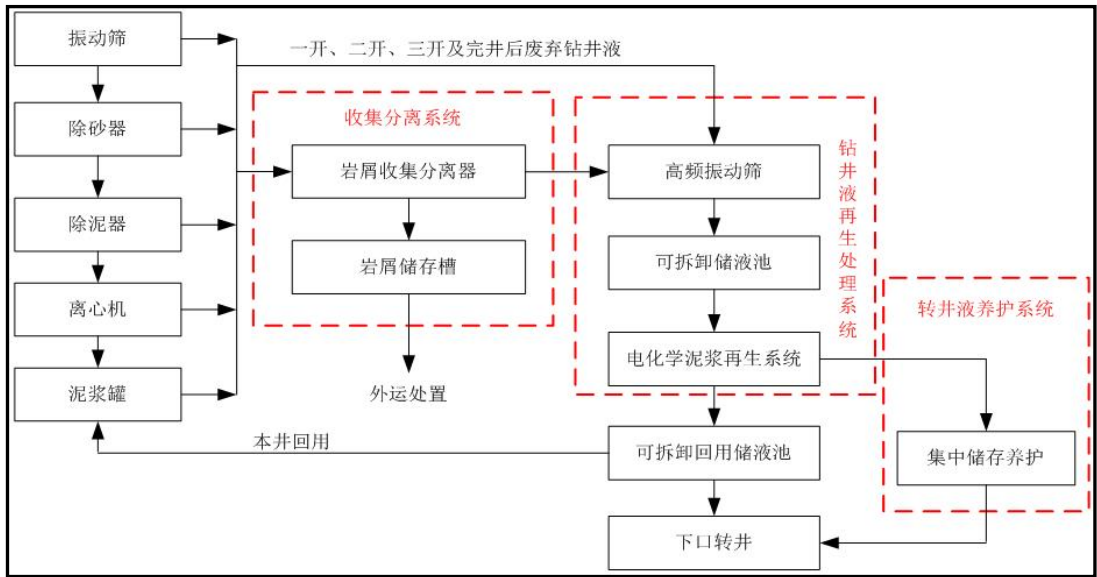 振动筛
一开、二开、三开及完井后废弃钻井液
收集分离系统
除砂器
岩屑收集分离器
高频振动筛
钻井液再生处理系统
除泥器
岩屑储存槽
可拆卸储液池
离心机
转井液养护系统
电化学泥浆再生系统
泥浆罐
外运处置
本井回用
可拆卸回用储液池
集中储存养护
下口转井